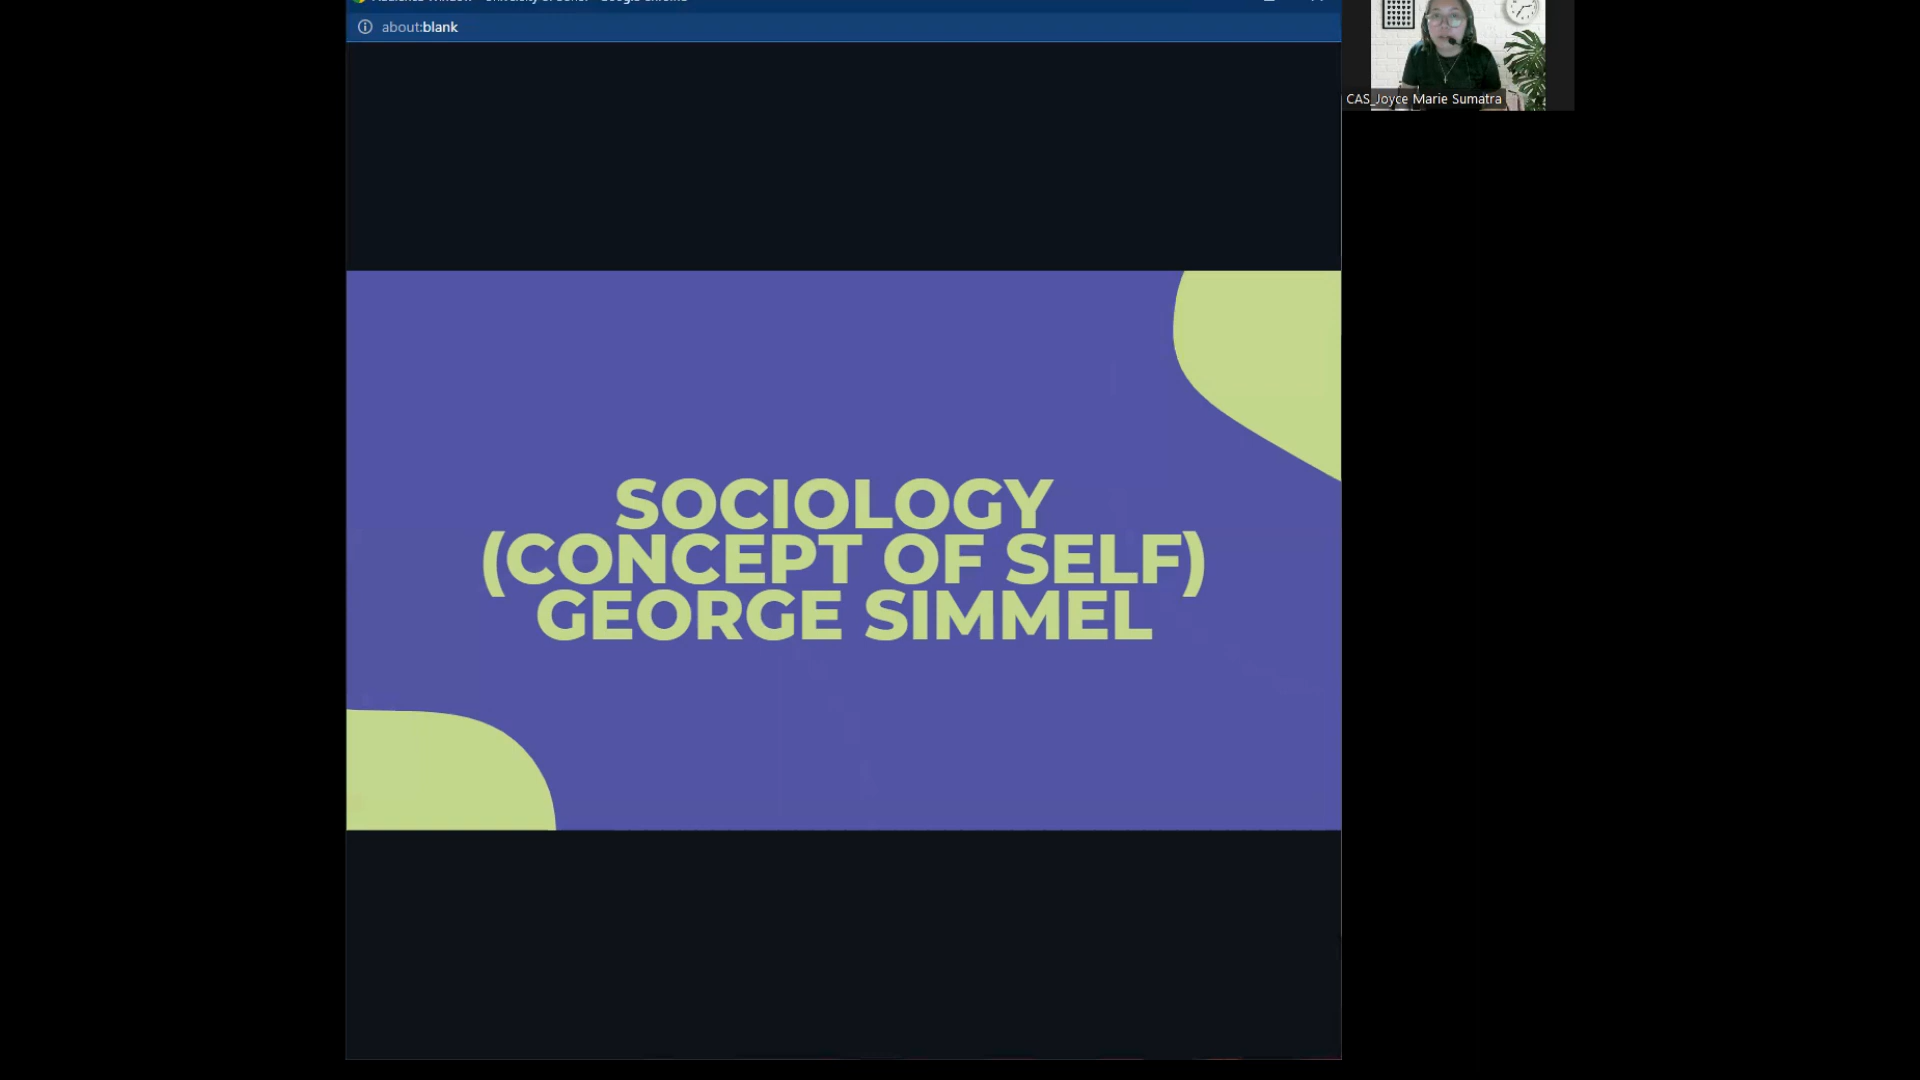 about:blank
CAS_Joyce Marie Sumatra
SOCIOLOGY
(CONCEPT OF SELF)
GEORGE SIMMEL